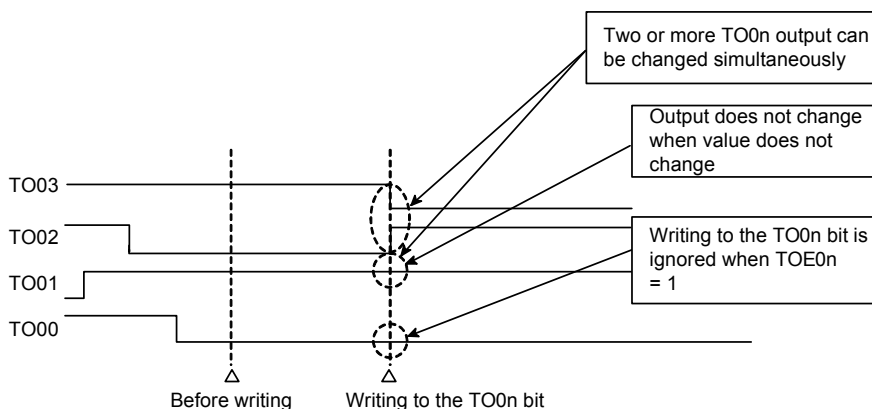 Two or more TO0n output can
be changed simultaneously
Output does not change
when value does not
change
TO03
TO02
Writing to the TO0n bit is
ignored when TOE0n
= 1
TO01
TO00
Before writing
Writing to the TO0n bit